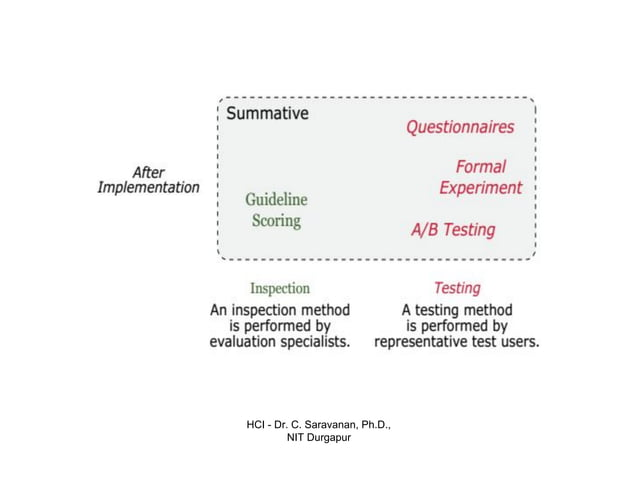 Summative
Questionnaires
Formal
Experiment
After
Implementation
Guideline
Scoring
A/B Testing
Inspection
An inspection method
is performed by
evaluation specialists.
Testing
A testing method
is performed by
representative test users.
HCI - Dr. C. Saravanan, Ph.D.,
NIT Durgapur